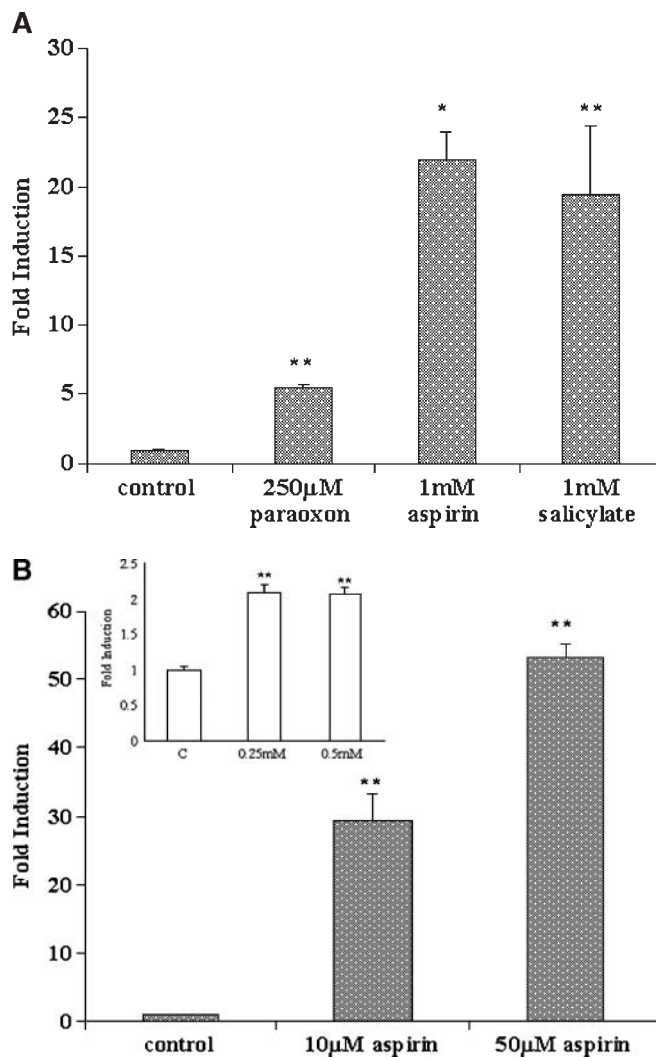 A
30
25
20
15
10
5
0
Fold Induction
**
*
**
control
250μM
paraoxon
1mM
aspirin
1mM
salicylate
B
2.5
2
1.5
1
0.5
0
Fold Induction
**
**
C
0.25mM
0.5mM
60
50
40
30
20
10
0
Fold Induction
**
**
control
10μM aspirin
50μM aspirin